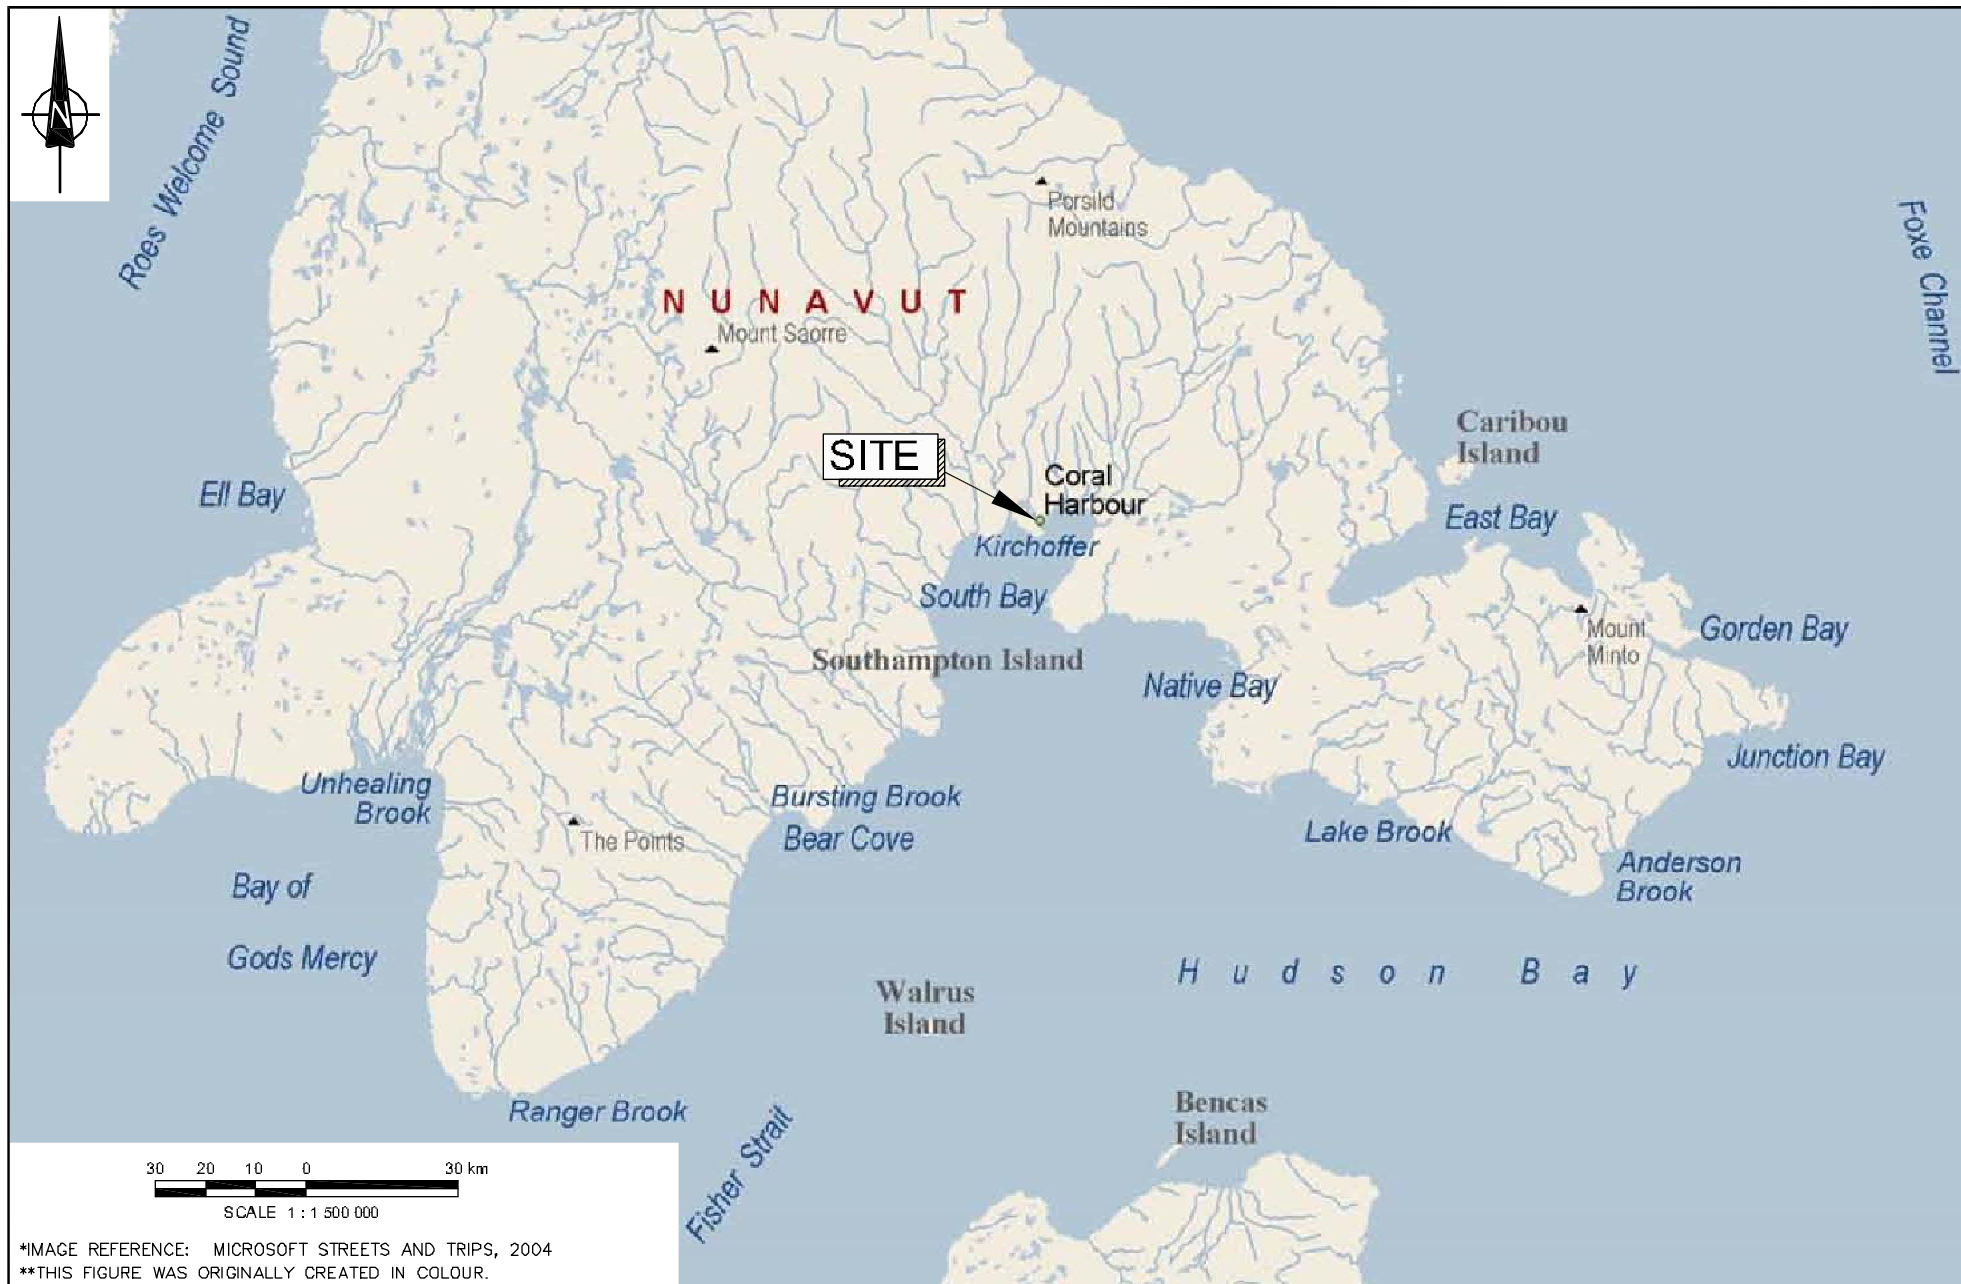 N
Roes Welcome Sound
Porsild
Mountains
Foxe Channel
NUNAVUT
Mount Saorre
Caribou
Island
SITE
Coral
Harbour
Ell Bay
East Bay
Kirchoffer
South Bay
Mount
Minto
Gorden Bay
Southampton Island
Native Bay
Junction Bay
Unhealing
Brook
Bursting Brook
The Points
Bear Cove
Lake Brook
Anderson
Brook
Bay of
Gods Mercy
Hudson Bay
Walrus
Island
Ranger Brook
Bencas
Island
Fisher Strait
30 20 10 0 30 km
SCALE 1 : 1 500 000
*IMAGE REFERENCE: MICROSOFT STREETS AND TRIPS, 2004
**THIS FIGURE WAS ORIGINALLY CREATED IN COLOUR.